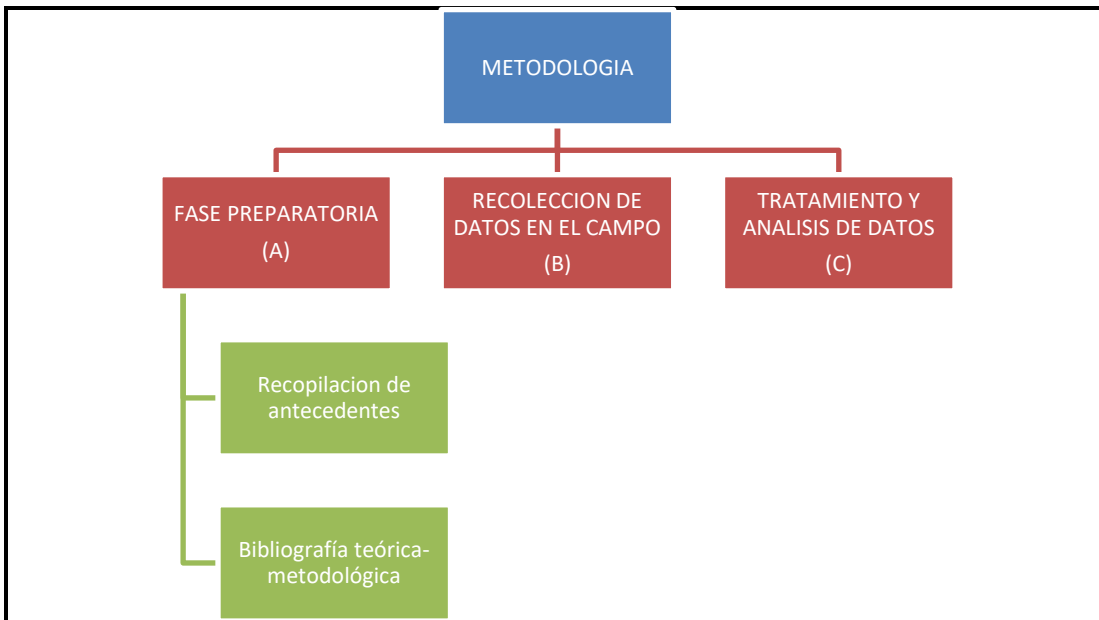 METODOLOGIA
FASE PREPARATORIA
(A)
RECOLECCION DE
DATOS EN EL CAMPO
(B)
TRATAMIENTO Y
ANALISIS DE DATOS
(C)
Recopilacion de
antecedentes
Bibliografía teórica-
metodológica